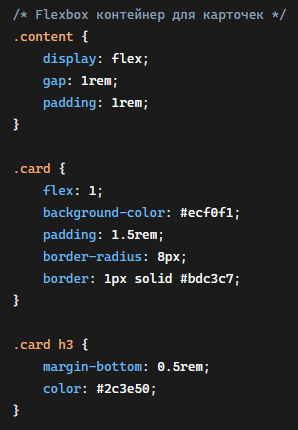 /* Flexbox контейнер для карточек */
.content {
    display: flex;
    gap: 1rem;
    padding: 1rem;
}

.card {
    flex: 1;
    background-color: #ecf0f1;
    padding: 1.5rem;
    border-radius: 8px;
    border: 1px solid #bdc3c7;
}

.card h3 {
    margin-bottom: 0.5rem;
    color: #2c3e50;
}